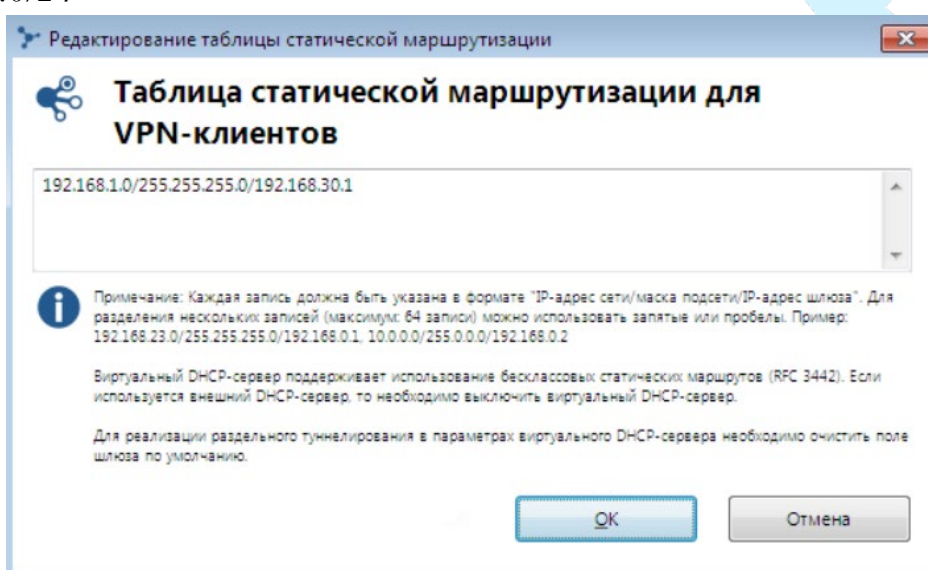 Редактирование таблицы статической маршрутизации
Таблица статической маршрутизации для
VPN-клиентов
192.168.1.0/255.255.255.0/192.168.30.1
Примечание: Каждая запись должна быть указана в формате "IP-адрес сети/маска подсети/IP-адрес шлюза". Для
разделения нескольких записей (максимум: 64 записи) можно использовать запятые или пробелы. Пример:
192.168.23.0/255.255.255.0/192.168.0.1, 10.0.0.0/255.0.0.0/192.168.0.2
Виртуальный DHCP-сервер поддерживает использование бесклассовых статических маршрутов (RFC 3442). Если
используется внешний DHCP-сервер, то необходимо выключить виртуальный DHCP-сервер.
Для реализации раздельного туннелирования в параметрах виртуального DHCP-сервера необходимо очистить поле
шлюза по умолчанию.
OK Отмена